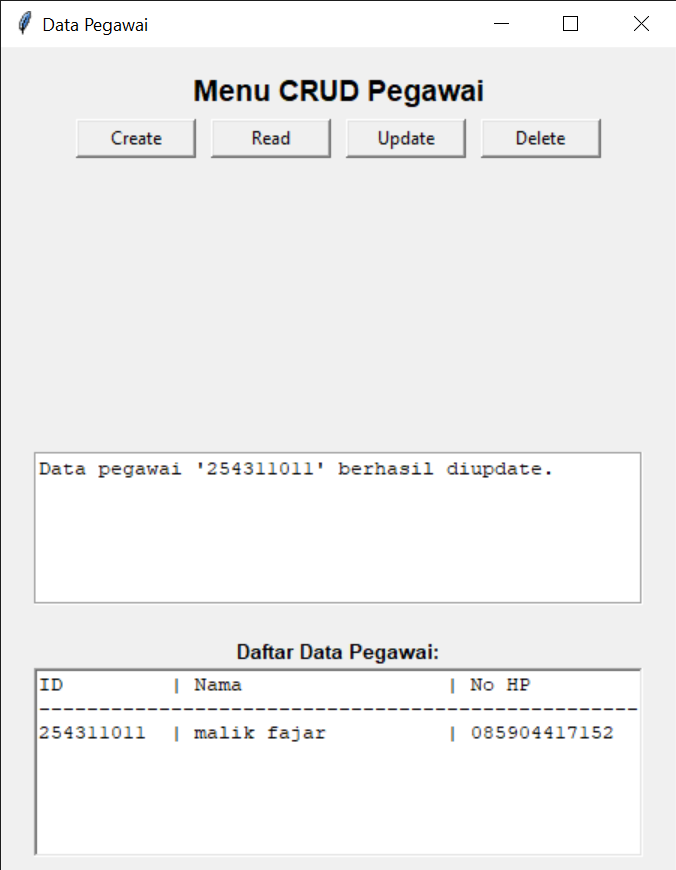 Data Pegawai
Menu CRUD Pegawai
Create Read Update Delete
Data pegawai '254311011' berhasil diupdate.
Daftar Data Pegawai:
ID | Nama | No HP
--------------------------------------------------
254311011 | malik fajar | 085904417152